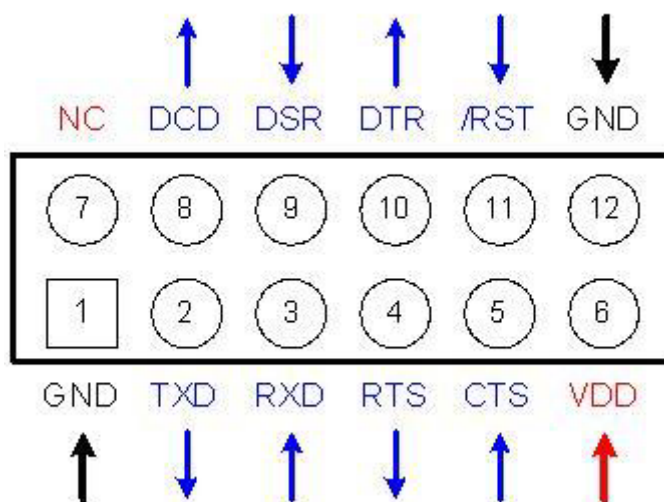 NC DCD DSR DTR /RST GND
7 8 9 10 11 12
1 2 3 4 5 6
GND TXD RXD RTS CTS VDD